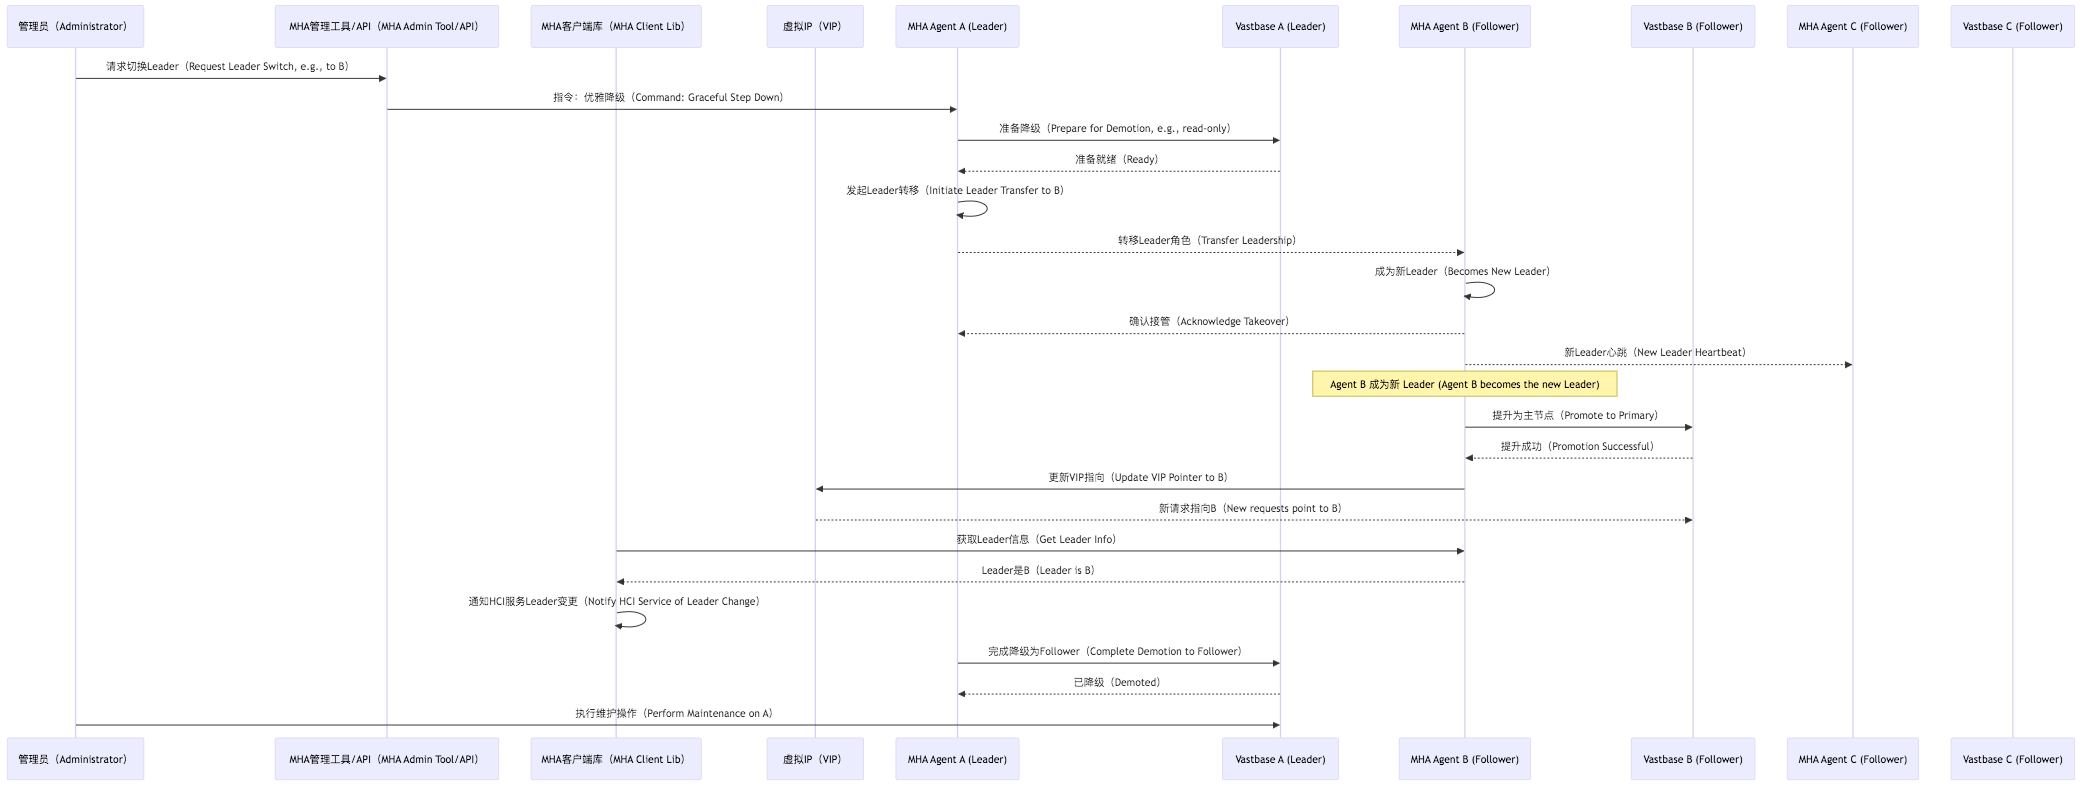 管理员（Administrator）
MHA管理工具/API（MHA Admin Tool/API）
MHA客户端库（MHA Client Lib）
虚拟IP（VIP）
MHA Agent A (Leader)
Vastbase A (Leader)
MHA Agent B (Follower)
Vastbase B (Follower)
MHA Agent C (Follower)
Vastbase C (Follower)
请求切换Leader（Request Leader Switch, e.g., to B）
指令：优雅降级（Command: Graceful Step Down）
准备降级（Prepare for Demotion, e.g., read-only）
准备就绪（Ready）
发起Leader转移（Initiate Leader Transfer to B）
转移Leader角色（Transfer Leadership）
成为新Leader（Becomes New Leader）
确认接管（Acknowledge Takeover）
新Leader心跳（New Leader Heartbeat）
Agent B 成为新 Leader (Agent B becomes the new Leader)
提升为主节点（Promote to Primary）
提升成功（Promotion Successful）
更新VIP指向（Update VIP Pointer to B）
新请求指向B（New requests point to B）
获取Leader信息（Get Leader Info）
Leader是B（Leader is B）
通知HCI服务Leader变更（Notify HCI Service of Leader Change）
完成降级为Follower（Complete Demotion to Follower）
已降级（Demoted）
执行维护操作（Perform Maintenance on A）
管理员（Administrator）
MHA管理工具/API（MHA Admin Tool/API）
MHA客户端库（MHA Client Lib）
虚拟IP（VIP）
MHA Agent A (Leader)
Vastbase A (Leader)
MHA Agent B (Follower)
Vastbase B (Follower)
MHA Agent C (Follower)
Vastbase C (Follower)